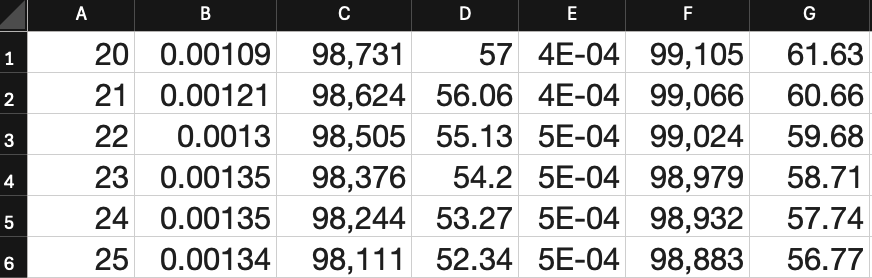 A B C D E F G
1 20 0.00109 98,731 57 4E-04 99,105 61.63
2 21 0.00121 98,624 56.06 4E-04 99,066 60.66
3 22 0.0013 98,505 55.13 5E-04 99,024 59.68
4 23 0.00135 98,376 54.2 5E-04 98,979 58.71
5 24 0.00135 98,244 53.27 5E-04 98,932 57.74
6 25 0.00134 98,111 52.34 5E-04 98,883 56.77